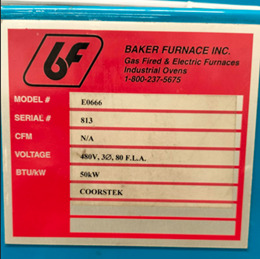 BF
BAKER FURNACE INC.
Gas Fired & Electric Furnaces
Industrial Ovens
1-800-237-5675
MODEL # E0666
SERIAL # 813
CFM N/A
VOLTAGE 480V, 3Ø, 80 F.L.A.
BTU/kW 50kW
COORSTEK